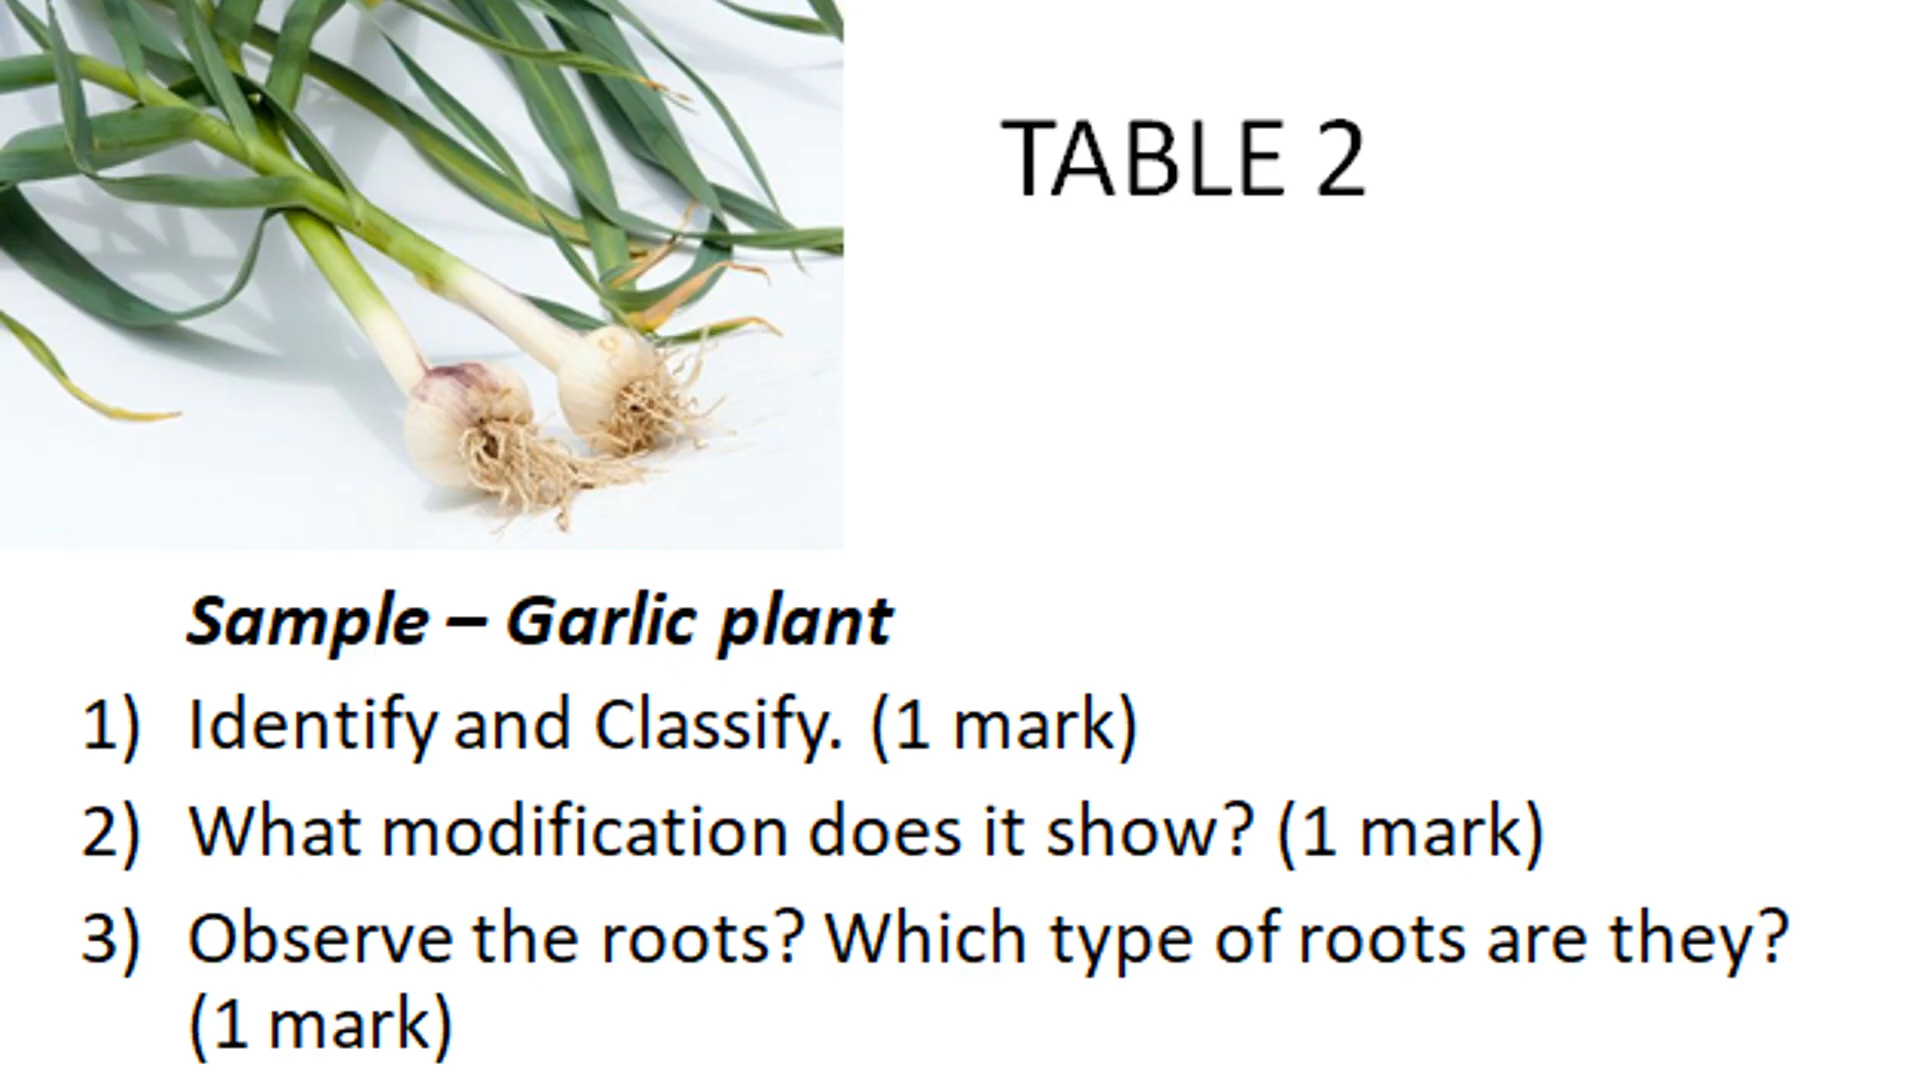 TABLE 2
Sample – Garlic plant
1) Identify and Classify. (1 mark)
2) What modification does it show? (1 mark)
3) Observe the roots? Which type of roots are they?
(1 mark)